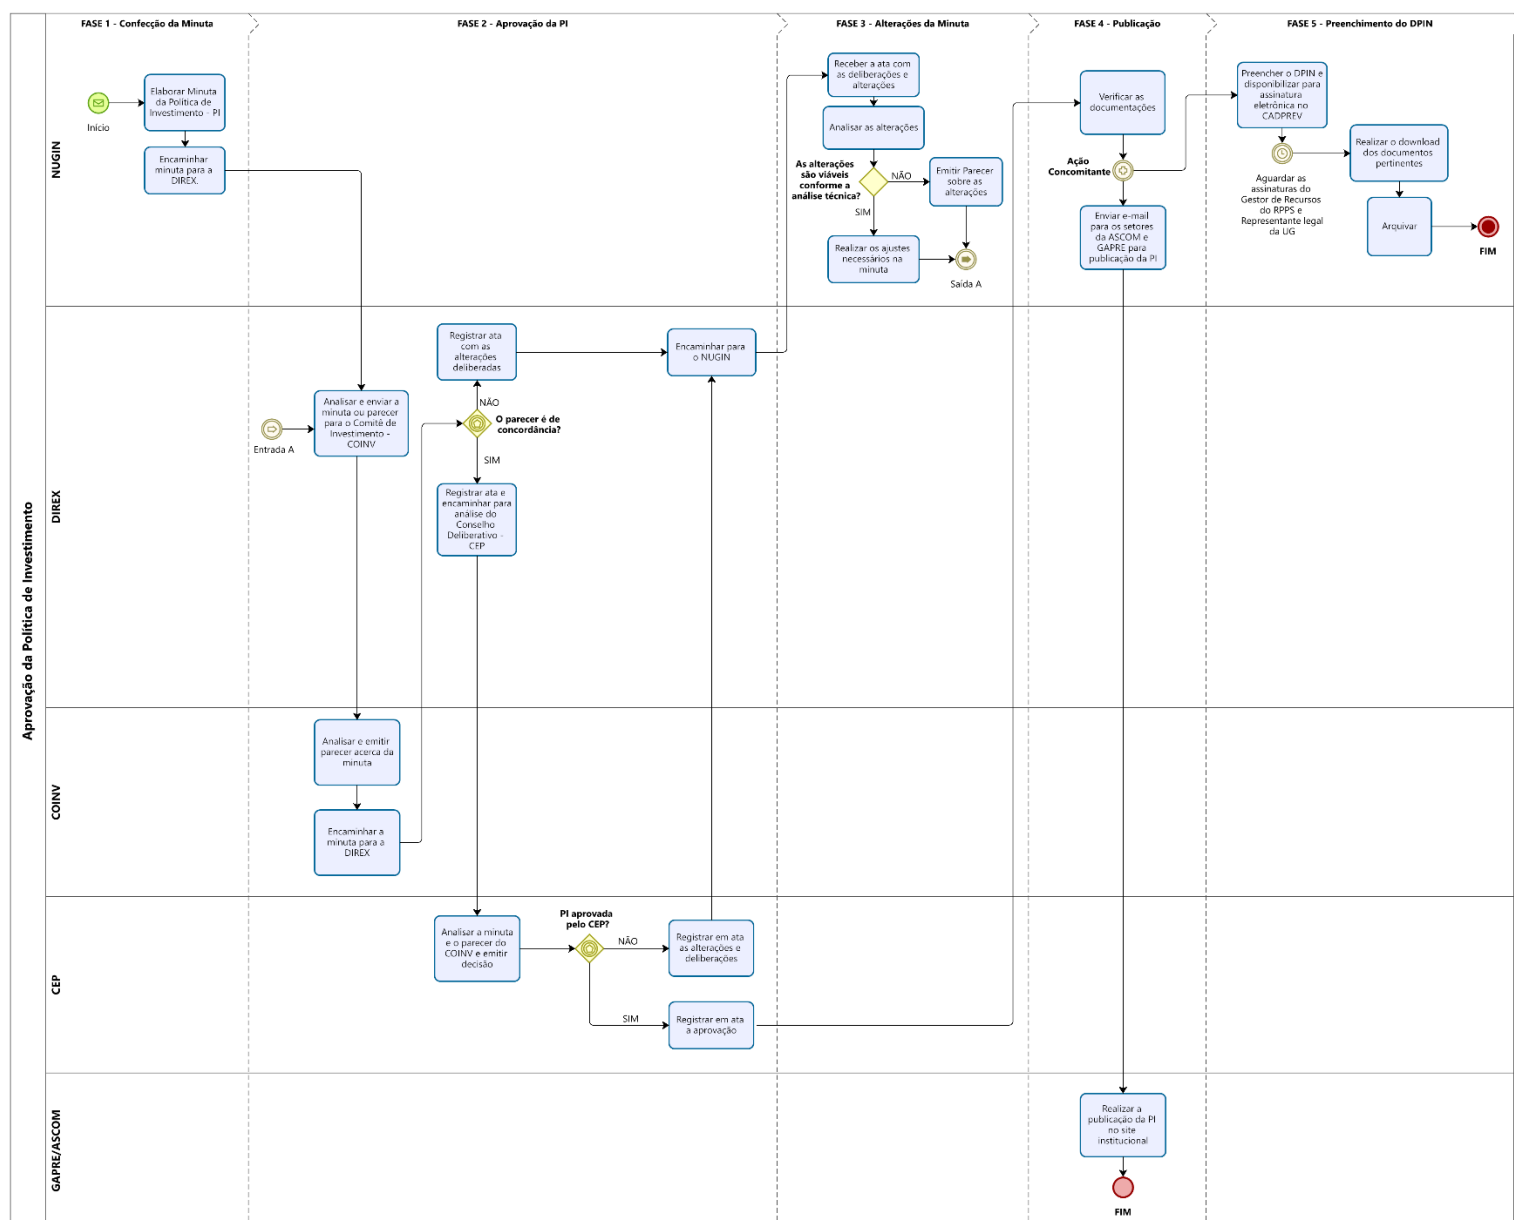 FASE 1 - Confecção da Minuta
FASE 2 - Aprovação da PI
FASE 3 - Alterações da Minuta
FASE 4 - Publicação
FASE 5 - Preenchimento do DPIN
Aprovação da Política de Investimento
NUGIN
Início
Elaborar Minuta
da Política de
Investimento - PI
Encaminhar
minuta para a
DIREX.
Receber a ata com
as deliberações e
alterações
Analisar as alterações
As alterações
são viáveis
conforme a
análise técnica?
NÃO
SIM
Emitir Parecer
sobre as
alterações
Realizar os ajustes
necessários na
minuta
Saída A
Verificar as
documentações
Ação
Concomitante
Enviar e-mail
para os setores
da ASCOM e
GAPRE para
publicação da PI
Preencher o DPIN e
disponibilizar para
assinatura
eletrônica no
CADPREV
Aguardar as
assinaturas do
Gestor de Recursos
do RPPS e
Representante legal
da UG
Realizar o download
dos documentos
pertinentes
Arquivar
FIM
DIREX
Entrada A
Analisar e enviar a
minuta ou parecer
para o Comitê de
Investimento -
COINV
Registrar ata
com as
alterações
deliberadas
NÃO
O parecer é de
concordância?
SIM
Registrar ata e
encaminhar para
análise do
Conselho
Deliberativo -
CEP
Encaminhar para
o NUGIN
COINV
Analisar e emitir
parecer acerca da
minuta
Encaminhar a
minuta para a
DIREX
CEP
Analisar a minuta
e o parecer do
COINV e emitir
decisão
PI aprovada
pelo CEP?
NÃO
SIM
Registrar em ata
as alterações e
deliberações
Registrar em ata
a aprovação
GAPRE/ASCOM
Realizar a
publicação da PI
no site
institucional
FIM